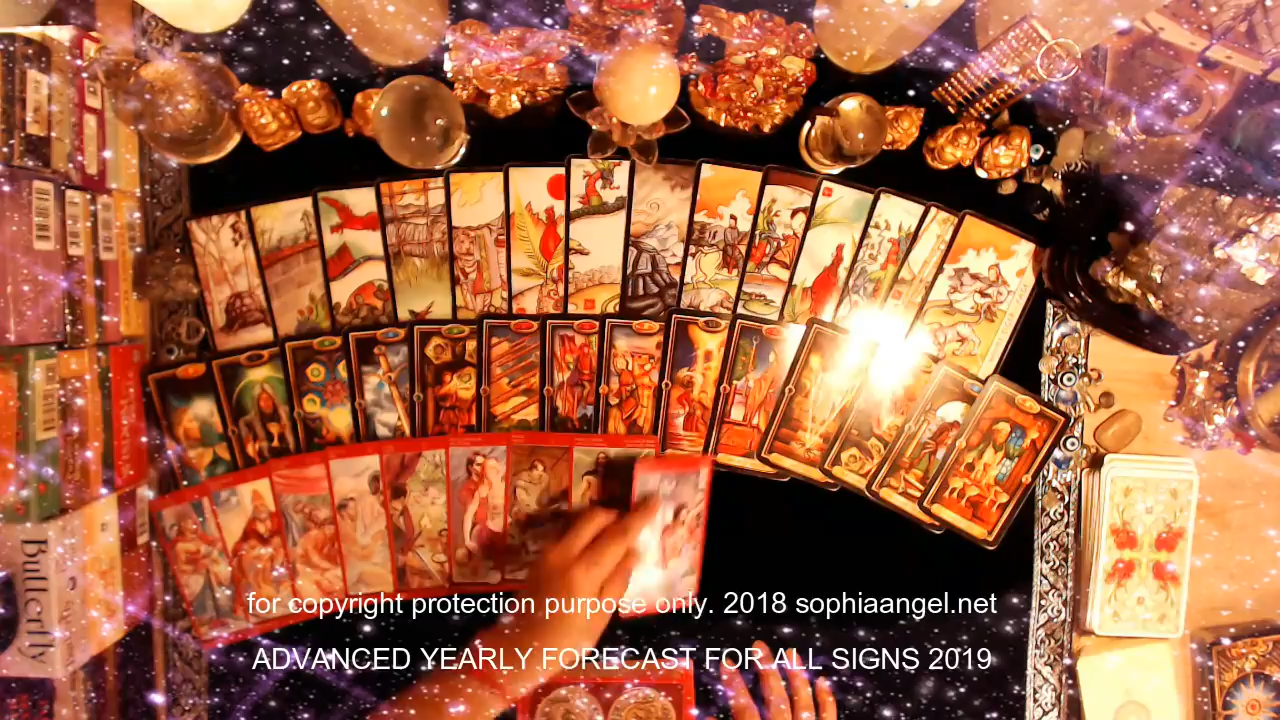 Butterfly
for copyright protection purpose only. 2018 sophiaangel.net
ADVANCED YEARLY FORECAST FOR ALL SIGNS 2019